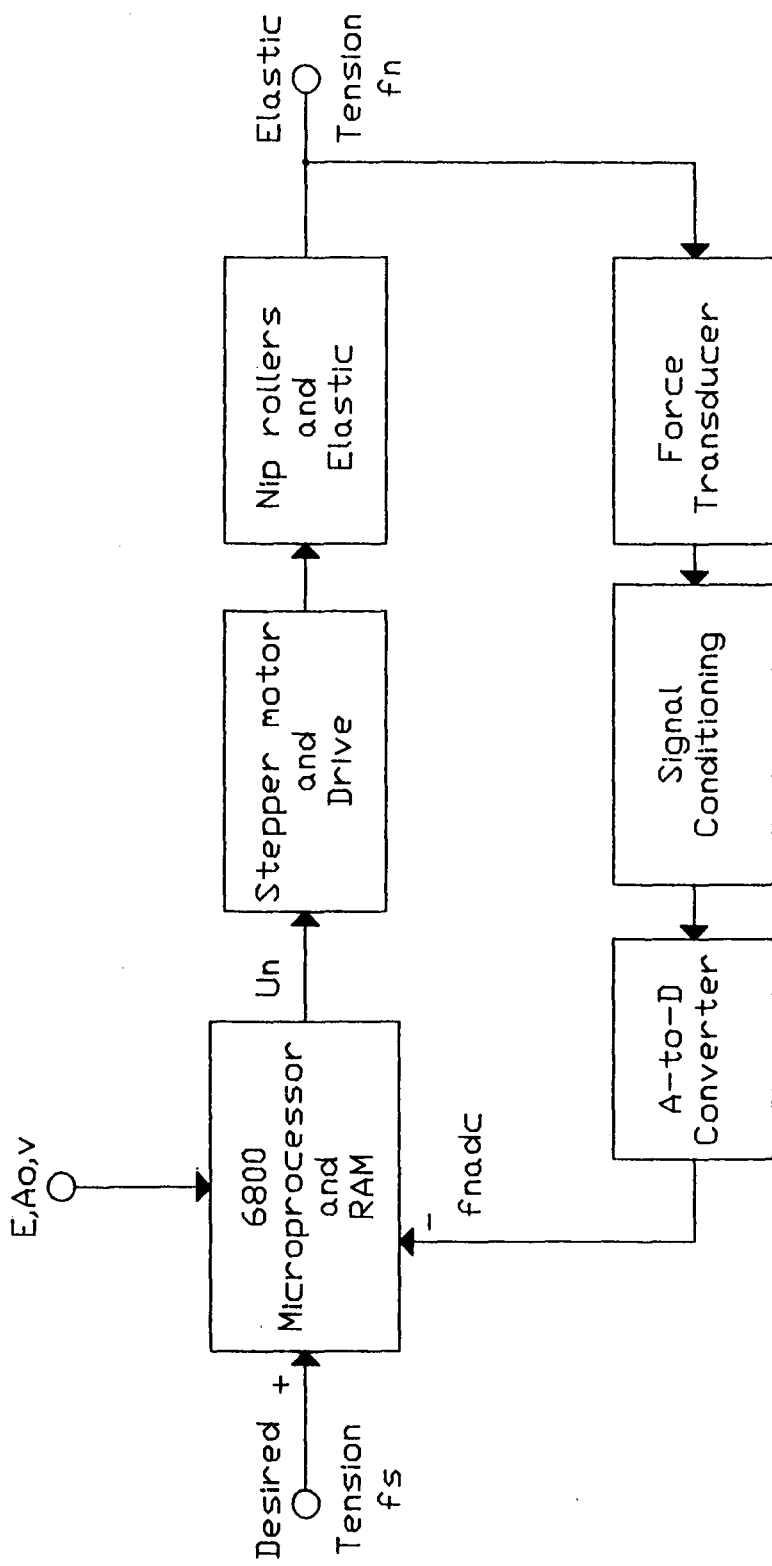 E,Ao,v
Desired +
Tension
fs
6800
Microprocessor
and
RAM
Un
Stepper motor
and
Drive
Nip rollers
and
Elastic
Elastic
Tension
fn
-
fnadc
A-to-D
Converter
Signal
Conditioning
Force
Transducer